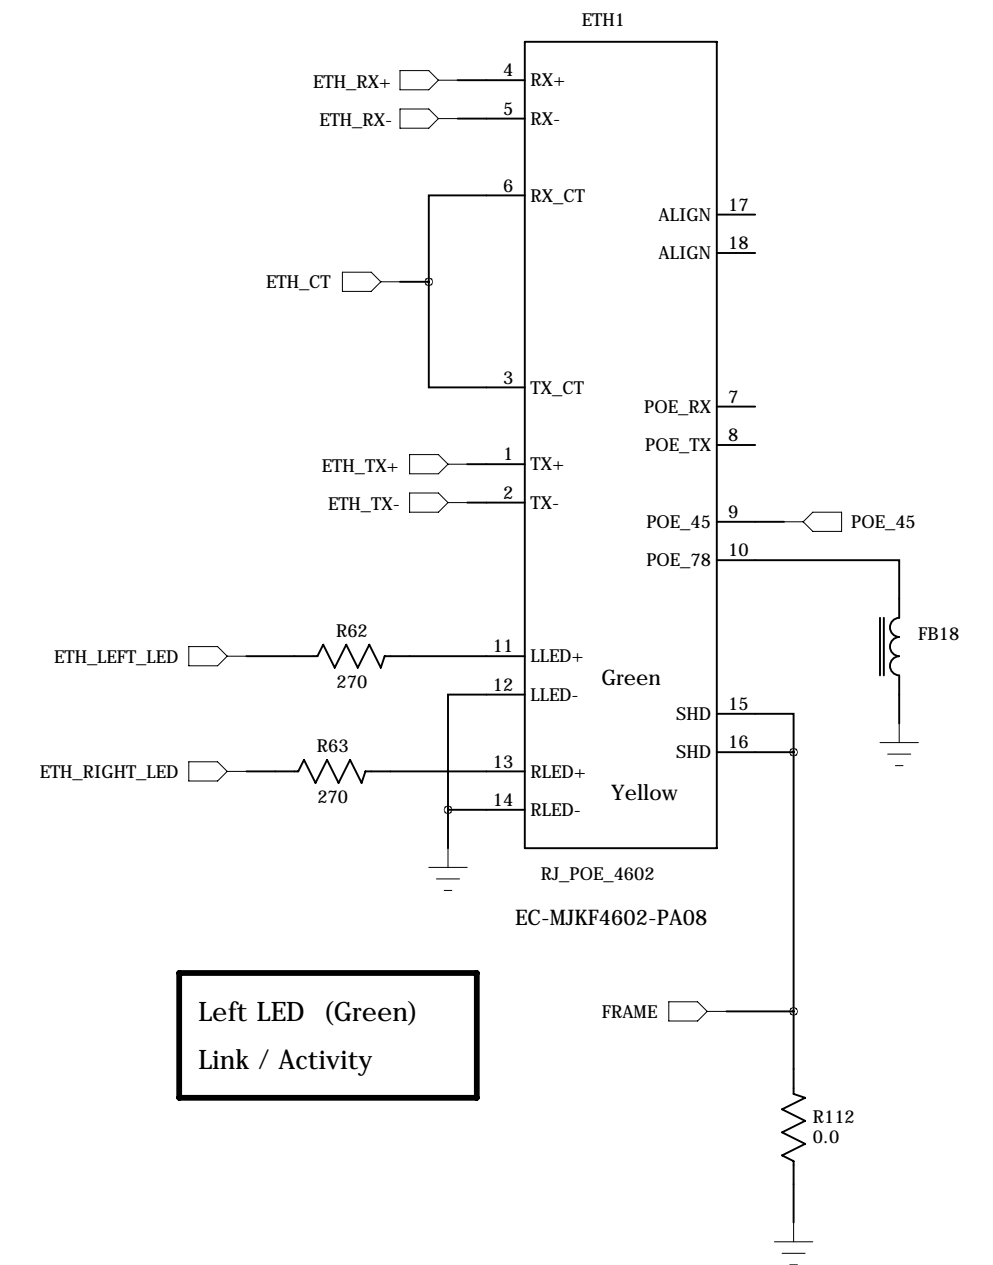 ETH1
ETH_RX+ 4 RX+
ETH_RX- 5 RX-
6 RX_CT
ALIGN 17
ALIGN 18
ETH_CT
3 TX_CT
POE_RX 7
POE_TX 8
ETH_TX+ 1 TX+
ETH_TX- 2 TX-
POE_45 9 POE_45
POE_78 10
FB18
R62
ETH_LEFT_LED 11 LLED+
270
Green
12 LLED-
SHD 15
SHD 16
R63
ETH_RIGHT_LED 13 RLED+
270
Yellow
14 RLED-
RJ_POE_4602
EC-MJKF4602-PA08
Left LED (Green)
Link / Activity
FRAME
R112
0.0